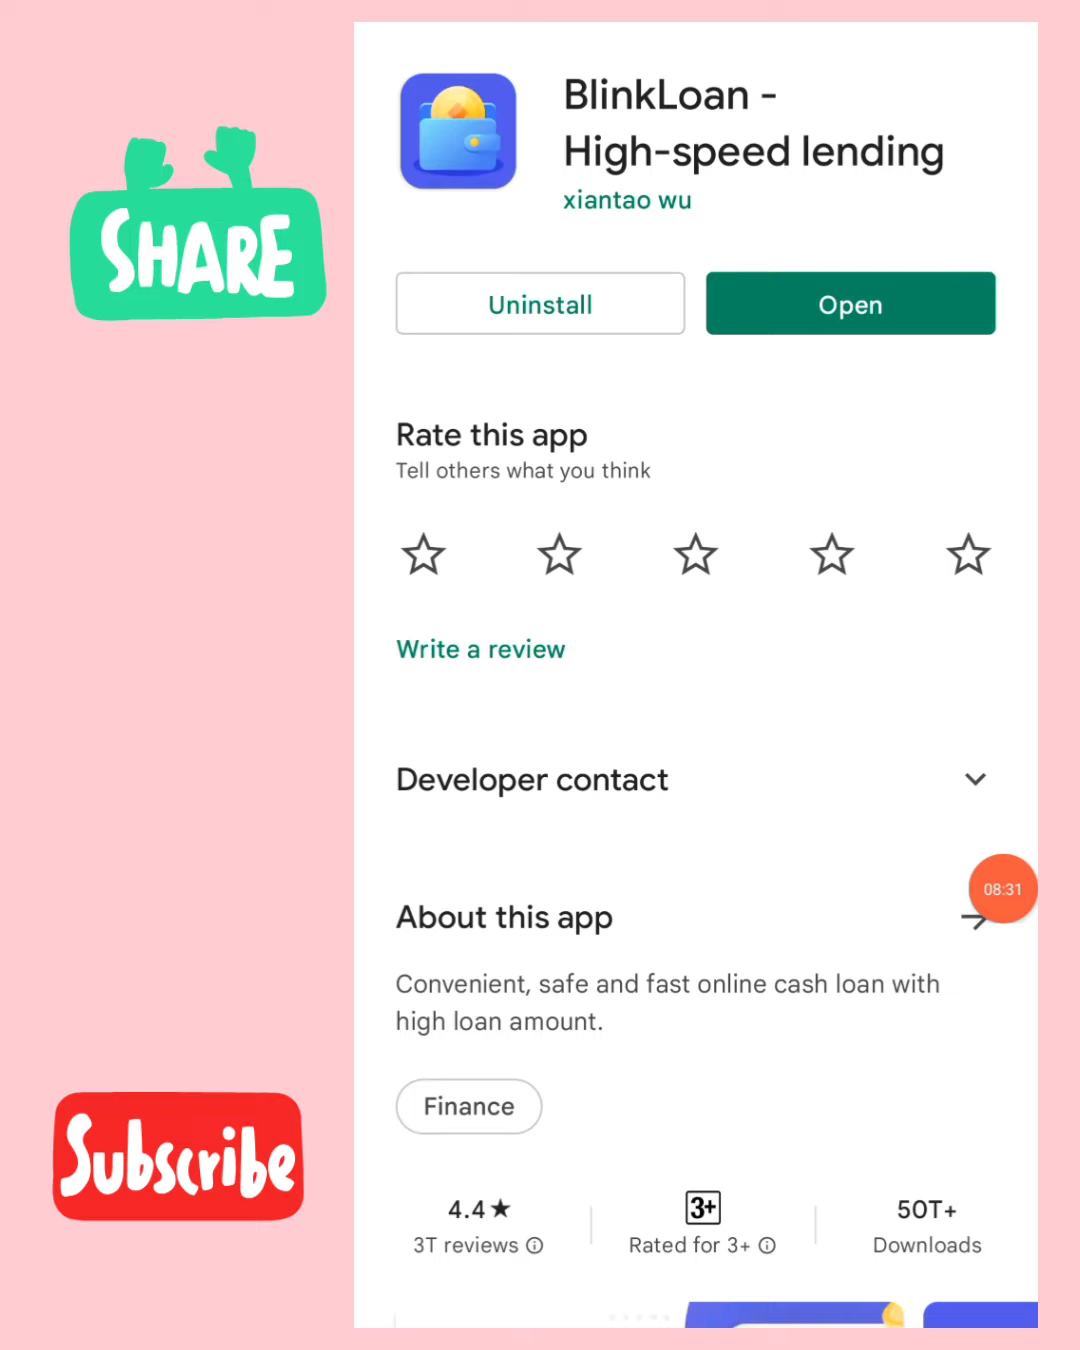 SHARE
BlinkLoan -
High-speed lending
xiantao wu
Uninstall
Open
Rate this app
Tell others what you think
Write a review
Developer contact
08:31
About this app
Convenient, safe and fast online cash loan with
high loan amount.
Finance
Subscribe
4.4★
3T reviews
3+
Rated for 3+
50T+
Downloads